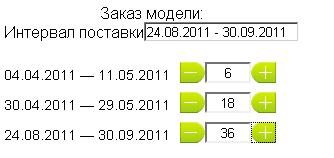 Заказ модели:
Интервал поставки 24.08.2011 - 30.09.2011
04.04.2011 — 11.05.2011 − 6 +
30.04.2011 — 29.05.2011 − 18 +
24.08.2011 — 30.09.2011 − 36 +